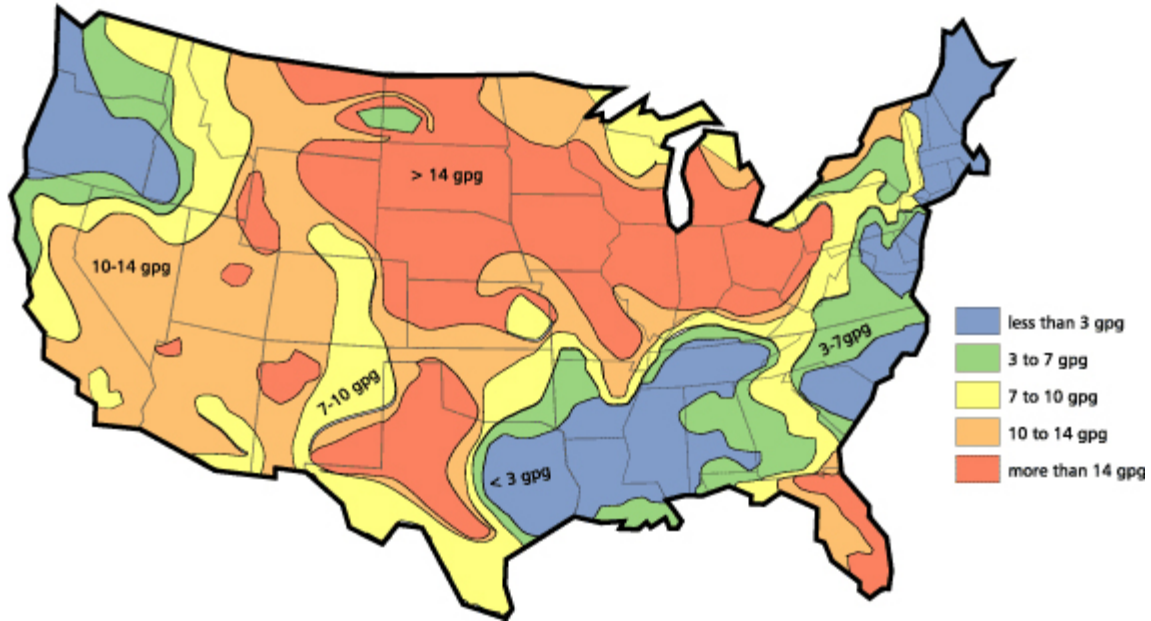 > 14 gpg
10-14 gpg
7-10 gpg
3-7gpg
< 3 gpg
less than 3 gpg
3 to 7 gpg
7 to 10 gpg
10 to 14 gpg
more than 14 gpg